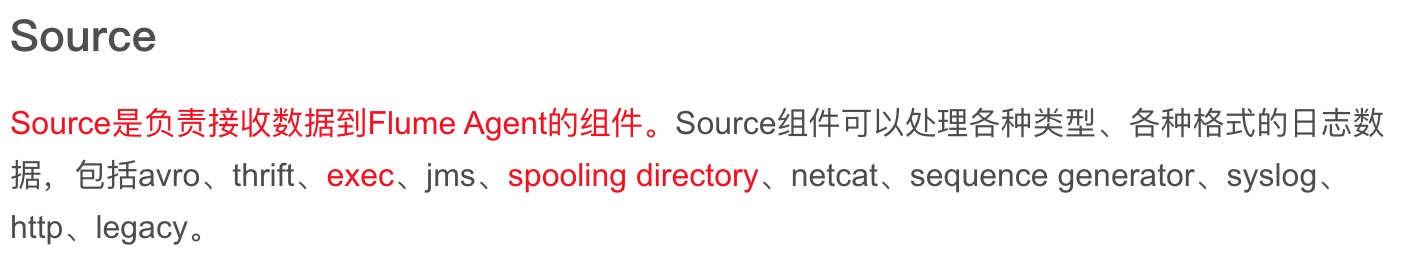 Source
Source是负责接收数据到Flume Agent的组件。Source组件可以处理各种类型、各种格式的日志数
据，包括avro、thrift、exec、jms、spooling directory、netcat、sequence generator、syslog、
http、legacy。